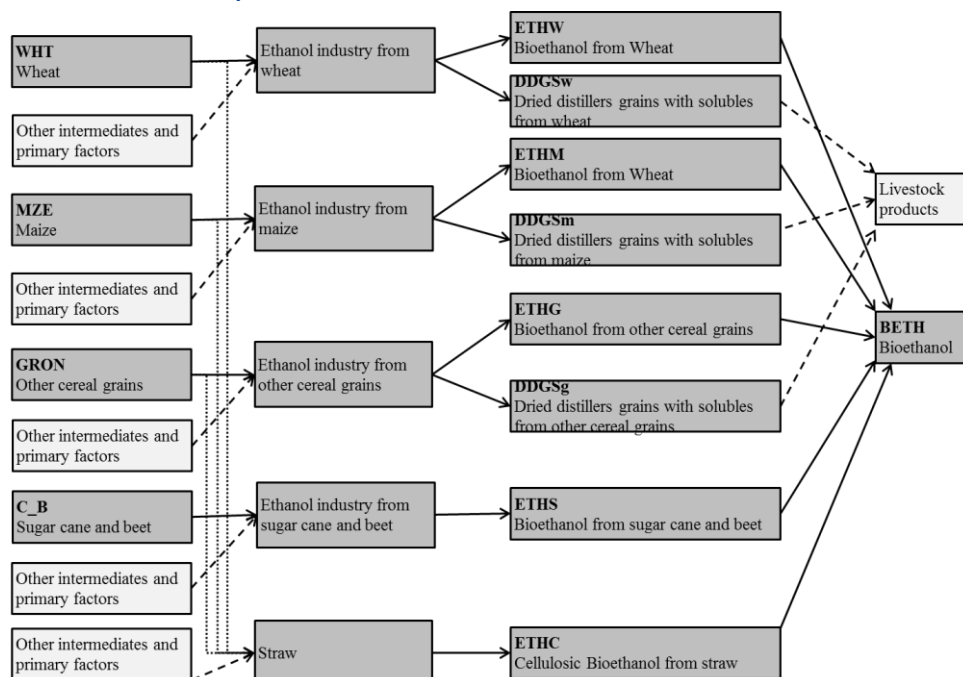 WHT
Wheat
Other intermediates and
primary factors
MZE
Maize
Other intermediates and
primary factors
GRON
Other cereal grains
Other intermediates and
primary factors
C_B
Sugar cane and beet
Other intermediates and
primary factors
Other intermediates and
primary factors
Ethanol industry from
wheat
Ethanol industry from
maize
Ethanol industry from
other cereal grains
Ethanol industry from
sugar cane and beet
Straw
ETHW
Bioethanol from Wheat
DDGSw
Dried distillers grains with solubles
from wheat
ETHM
Bioethanol from Wheat
DDGSm
Dried distillers grains with solubles
from maize
ETHG
Bioethanol from other cereal grains
DDGSg
Dried distillers grains with solubles
from other cereal grains
ETHS
Bioethanol from sugar cane and beet
ETHC
Cellulosic Bioethanol from straw
Livestock
products
BETH
Bioethanol